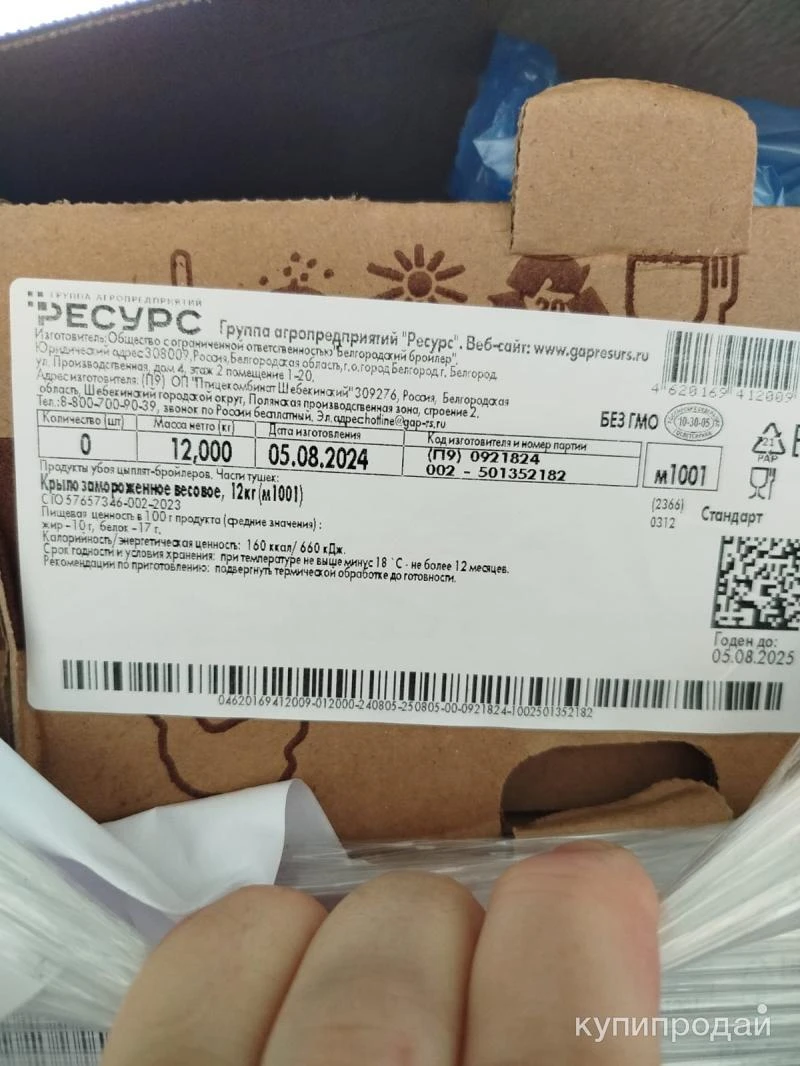 ГРУППА АГРОПРЕДПРИЯТИЙ
РЕСУРС
Группа агропредприятий "Ресурс". Веб-сайт: www.gapresurs.ru
Изготовитель: Общество с ограниченной ответственностью "Белгородский бройлер",
Юридический адрес 308009, Россия, Белгородская область, г.о. город Белгород, г. Белгород,
ул. Производственная, дом 4, этаж 2 помещение 1-20,
Адрес изготовителя: (П9) ОП "Птицекомбинат Шебекинский" 309276, Россия, Белгородская
область, Шебекинский городской округ, Полянская производственная зона, строение 2,
Тел.: 8-800-700-90-39, звонок по России бесплатный. Эл.адрес hotline@gap-rs.ru
4 620169 412009
БЕЗ ГМО
10-30-05
Количество (шт) Масса нетто (кг) Дата изготовления Код изготовителя и номер партии
0 12,000 05.08.2024 (П9) 0921824
002 - 501352182
м1001
21
PAP
Продукты убоя цыплят-бройлеров. Части тушек:
Крыло замороженное весовое, 12кг (м1001)
СТО 57657346-002-2023
(2366)
0312
Стандарт
Пищевая ценность в 100 г продукта (средние значения) :
жир -10 г, белок -17 г.
Калорийность/энергетическая ценность: 160 ккал/ 660 кДж.
Срок годности и условия хранения: при температуре не выше минус 18 °С - не более 12 месяцев.
Рекомендации по приготовлению: подвергнуть термической обработке до готовности.
Годен до:
05.08.2025
04620169412009-012000-240805-250805-00-0921824-1002501352182
купипродай